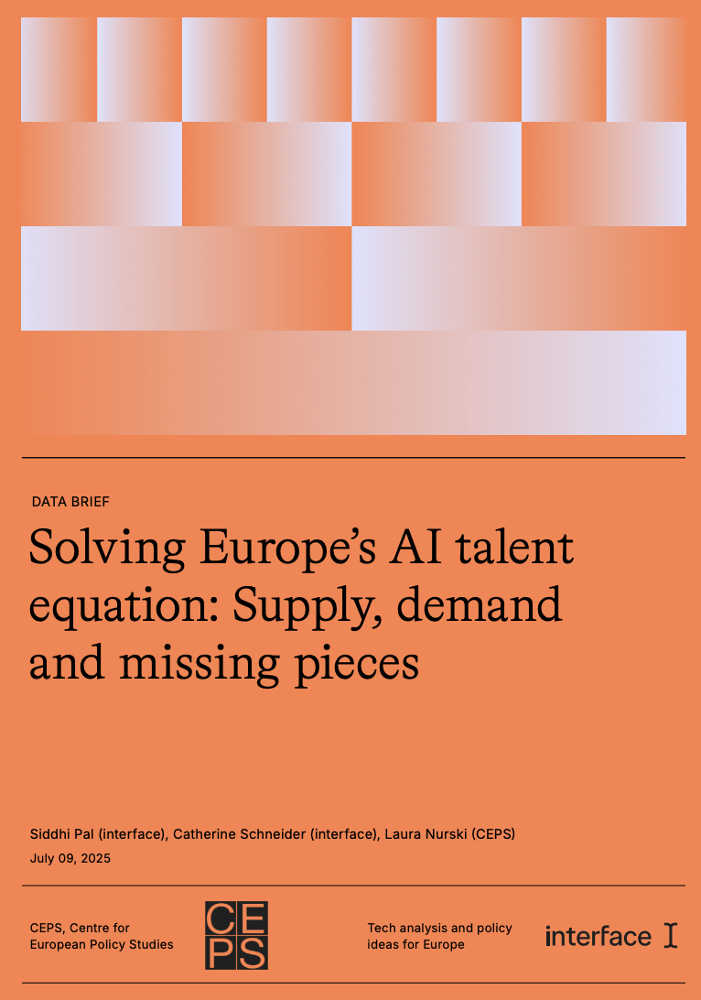 DATA BRIEF
Solving Europe’s AI talent
equation: Supply, demand
and missing pieces
Siddhi Pal (interface), Catherine Schneider (interface), Laura Nurski (CEPS)
July 09, 2025
CEPS, Centre for
European Policy Studies
CE
PS
Tech analysis and policy
ideas for Europe
interface I